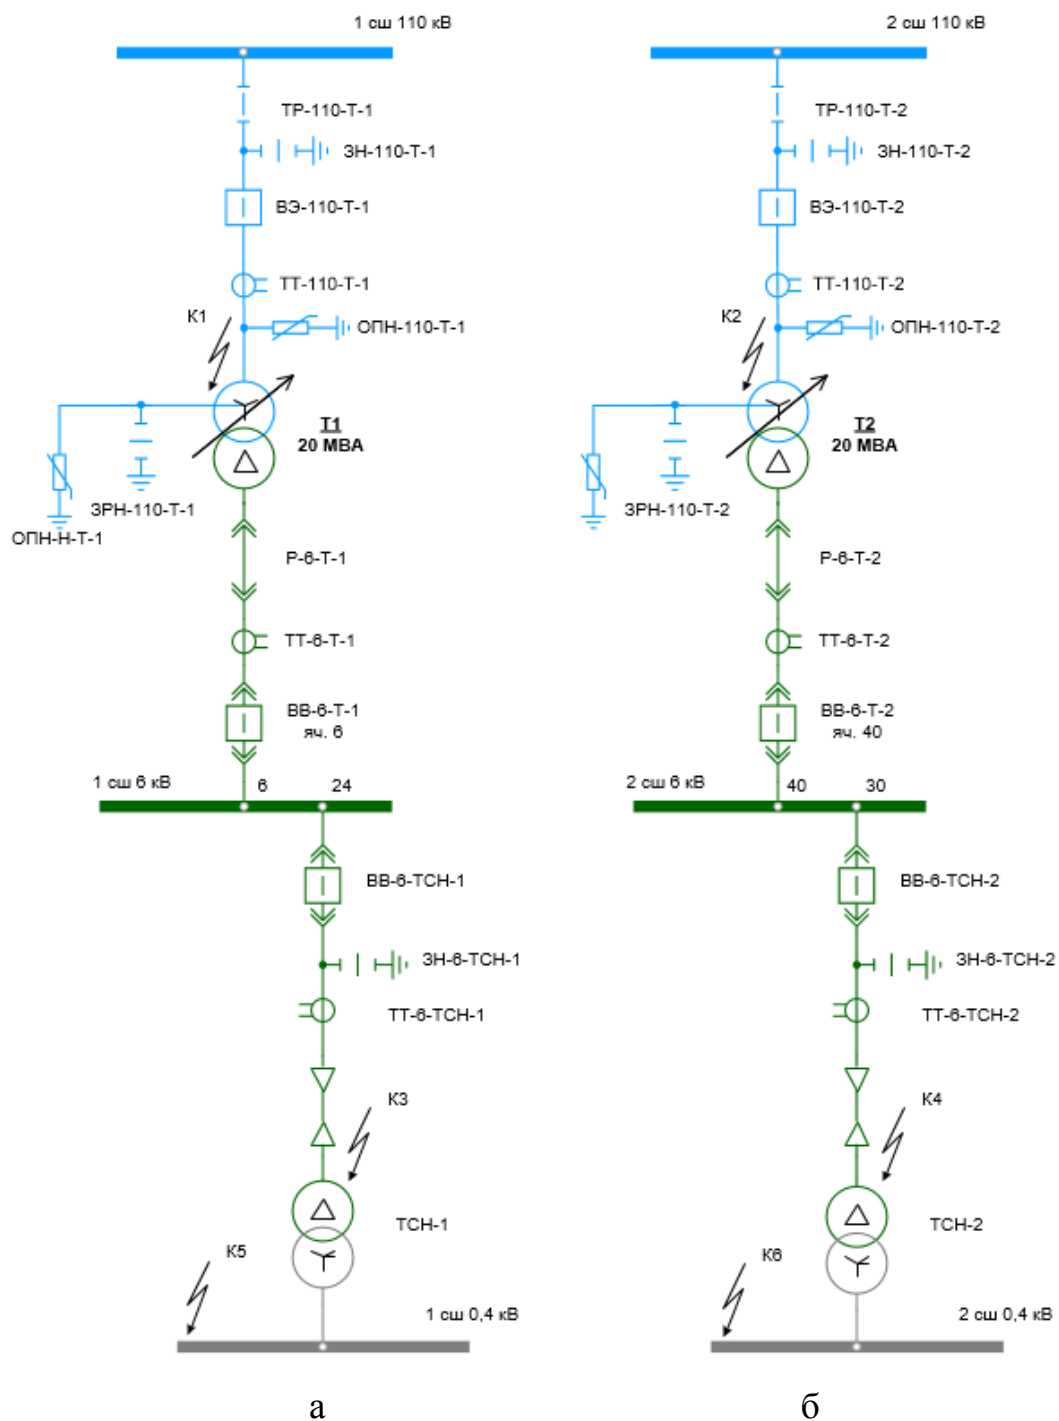 1 сш 110 кВ
2 сш 110 кВ
ТР-110-Т-1
ТР-110-Т-2
ЗН-110-Т-1
ЗН-110-Т-2
ВЭ-110-Т-1
ВЭ-110-Т-2
ТТ-110-Т-1
ТТ-110-Т-2
К1
ОПН-110-Т-1
К2
ОПН-110-Т-2
Т1
20 МВА
Т2
20 МВА
ЗРН-110-Т-1
ЗРН-110-Т-2
ОПН-Н-Т-1
Р-6-Т-1
Р-6-Т-2
ТТ-6-Т-1
ТТ-6-Т-2
ВВ-6-Т-1
яч. 6
ВВ-6-Т-2
яч. 40
1 сш 6 кВ
6
24
2 сш 6 кВ
40
30
ВВ-6-ТСН-1
ВВ-6-ТСН-2
ЗН-6-ТСН-1
ЗН-6-ТСН-2
ТТ-6-ТСН-1
ТТ-6-ТСН-2
К3
К4
ТСН-1
ТСН-2
К5
К6
1 сш 0,4 кВ
2 сш 0,4 кВ
а
б